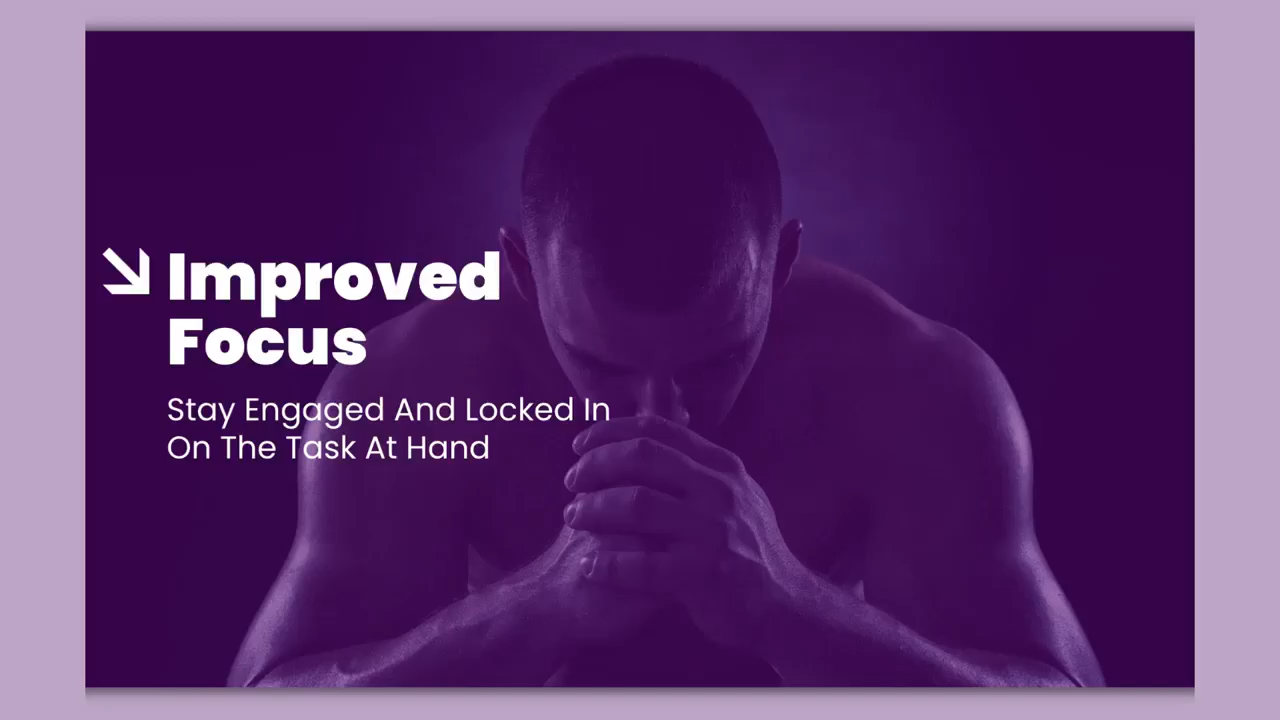 Improved
Focus
Stay Engaged And Locked In
On The Task At Hand